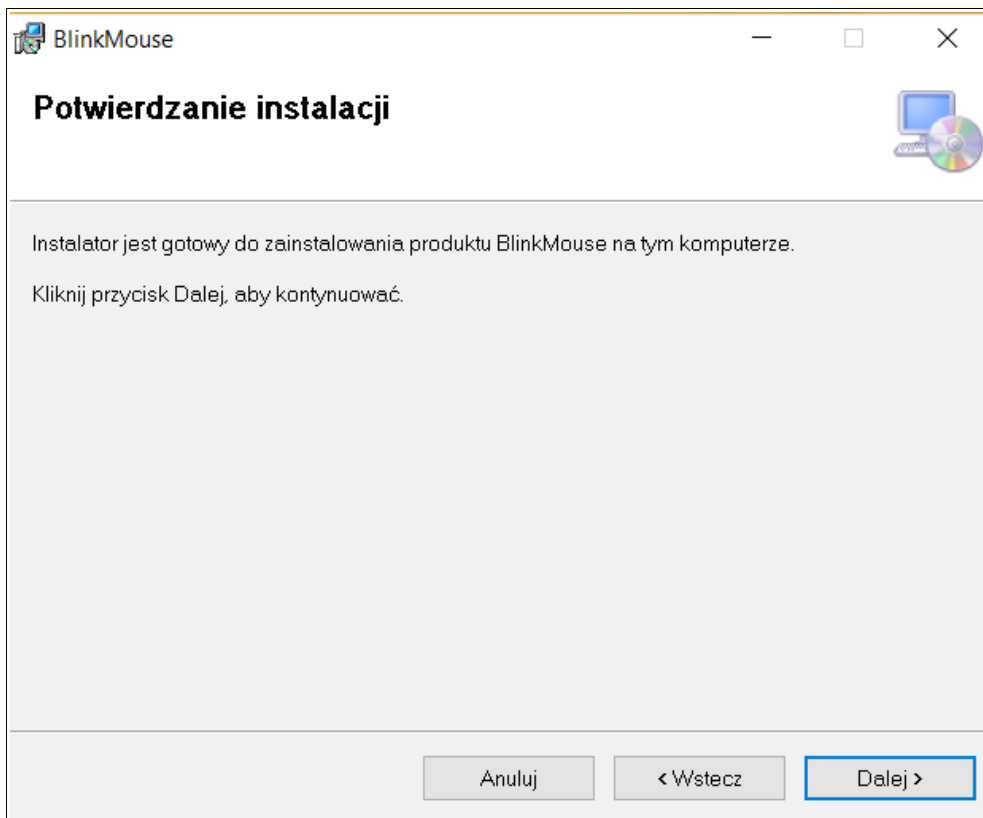 BlinkMouse
Potwierdzanie instalacji
Instalator jest gotowy do zainstalowania produktu BlinkMouse na tym komputerze.
Kliknij przycisk Dalej, aby kontynuować.
Anuluj
< Wstecz
Dalej >